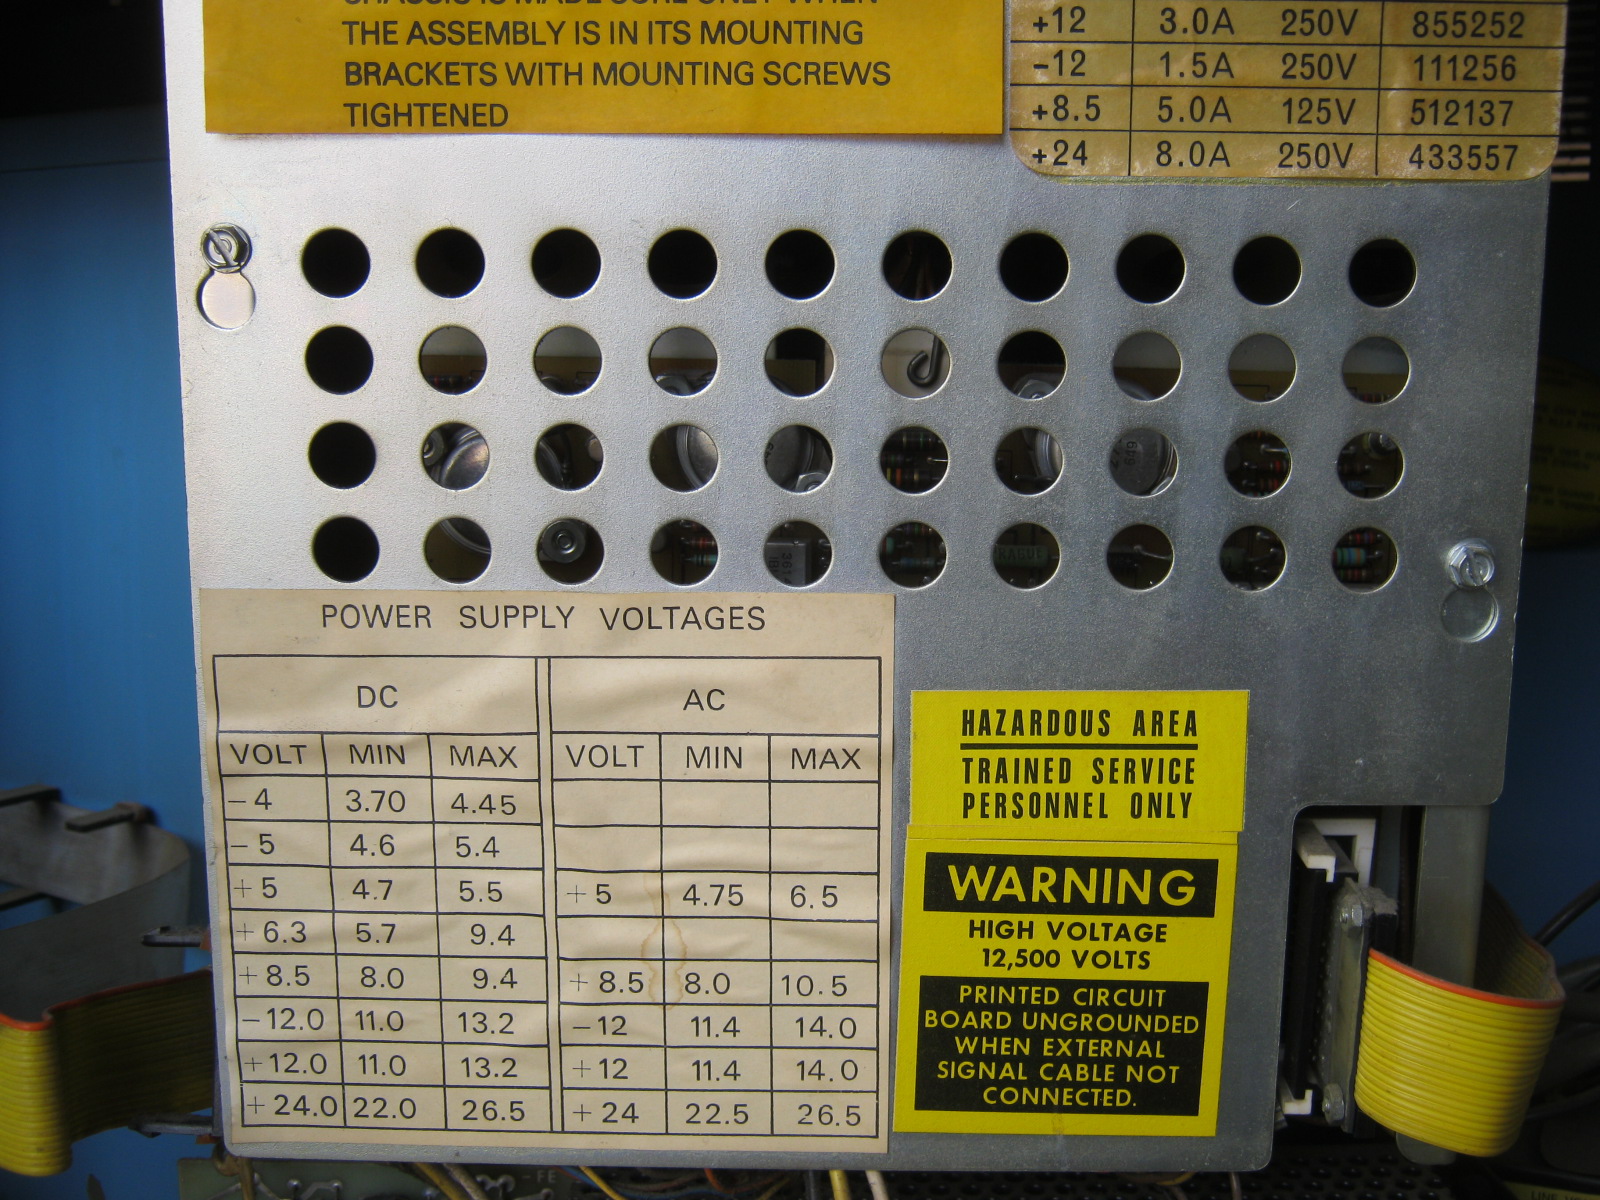 CHASSIS IS MADE SURE ONLY WHEN
THE ASSEMBLY IS IN ITS MOUNTING
BRACKETS WITH MOUNTING SCREWS
TIGHTENED
+12 3.0A 250V 855252
-12 1.5A 250V 111256
+8.5 5.0A 125V 512137
+24 8.0A 250V 433557
POWER SUPPLY VOLTAGES
DC AC
VOLT MIN MAX VOLT MIN MAX
-4 3.70 4.45
-5 4.6 5.4
+5 4.7 5.5 +5 4.75 6.5
+6.3 5.7 9.4
+8.5 8.0 9.4 +8.5 8.0 10.5
-12.0 11.0 13.2 -12 11.4 14.0
+12.0 11.0 13.2 +12 11.4 14.0
+24.0 22.0 26.5 +24 22.5 26.5
HAZARDOUS AREA
TRAINED SERVICE
PERSONNEL ONLY
WARNING
HIGH VOLTAGE
12,500 VOLTS
PRINTED CIRCUIT
BOARD UNGROUNDED
WHEN EXTERNAL
SIGNAL CABLE NOT
CONNECTED.